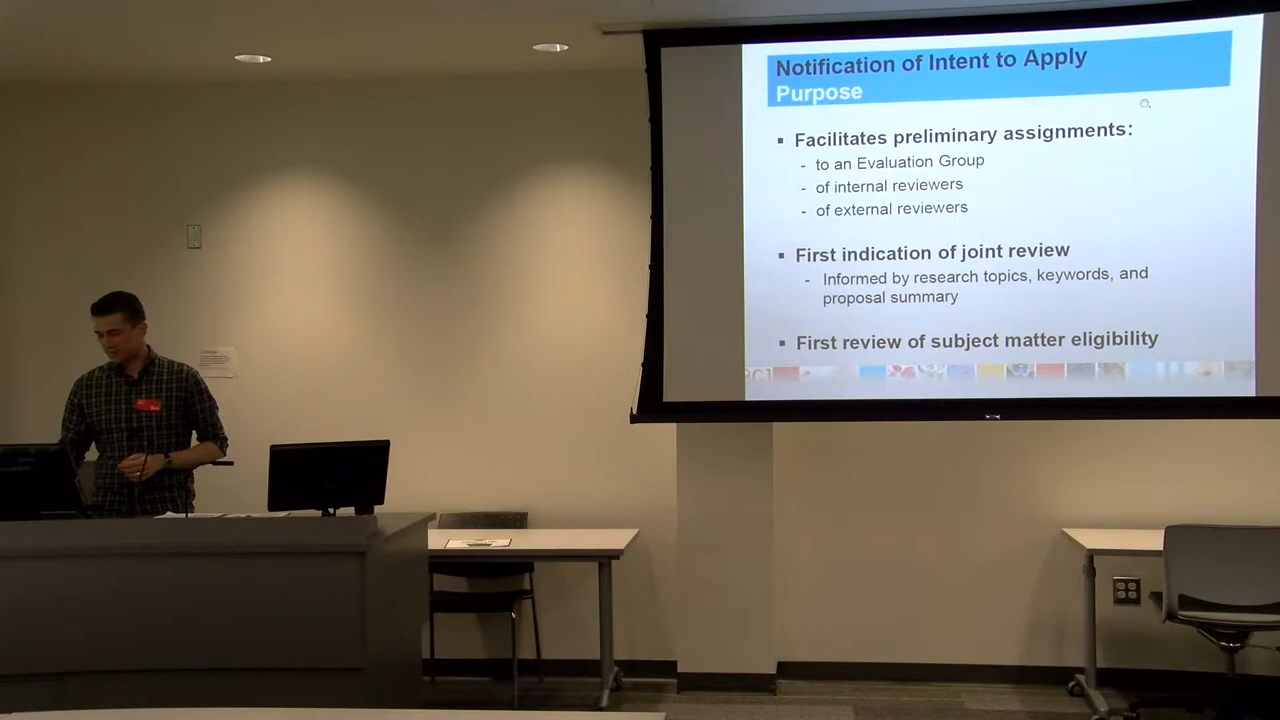 Notification of Intent to Apply
Purpose
▪ Facilitates preliminary assignments:
- to an Evaluation Group
- of internal reviewers
- of external reviewers
▪ First indication of joint review
- Informed by research topics, keywords, and
proposal summary
▪ First review of subject matter eligibility